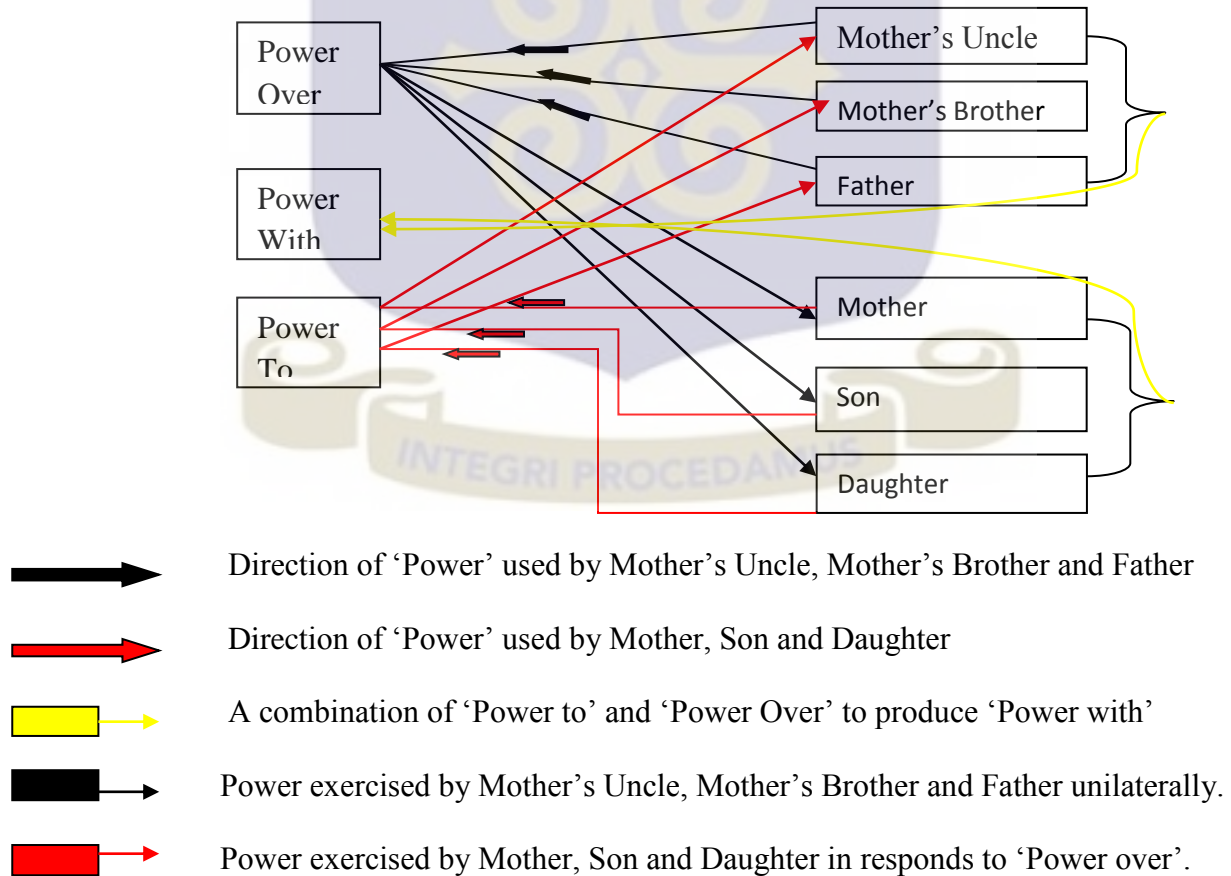 Power
Over
Mother’s Uncle
Mother’s Brother
Father
Power
With
Power
To
Mother
Son
Daughter
INTEGRI PROCEDAMUS
Direction of ‘Power’ used by Mother’s Uncle, Mother’s Brother and Father
Direction of ‘Power’ used by Mother, Son and Daughter
A combination of ‘Power to’ and ‘Power Over’ to produce ‘Power with’
Power exercised by Mother’s Uncle, Mother’s Brother and Father unilaterally.
Power exercised by Mother, Son and Daughter in responds to ‘Power over’.